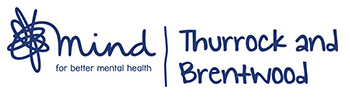 mind
for better mental health
Thurrock and
Brentwood